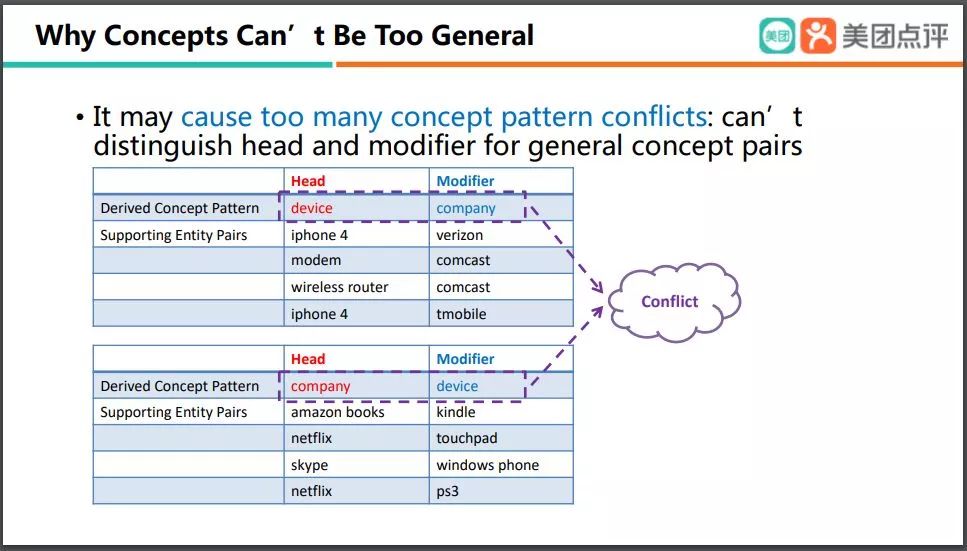 Why Concepts Can't Be Too General
美团
美团点评
• It may cause too many concept pattern conflicts: can't
distinguish head and modifier for general concept pairs
Head Modifier
Derived Concept Pattern device company
Supporting Entity Pairs iphone 4 verizon
modem comcast
wireless router comcast
iphone 4 tmobile
Conflict
Head Modifier
Derived Concept Pattern company device
Supporting Entity Pairs amazon books kindle
netflix touchpad
skype windows phone
netflix ps3